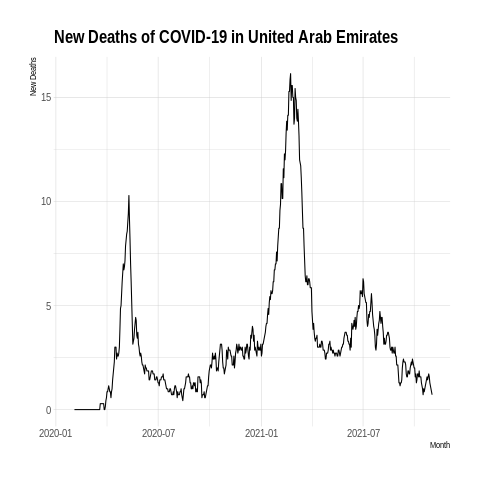 New Deaths of COVID-19 in United Arab Emirates
New Deaths
15
10
5
0
2020-01
2020-07
2021-01
2021-07
Month